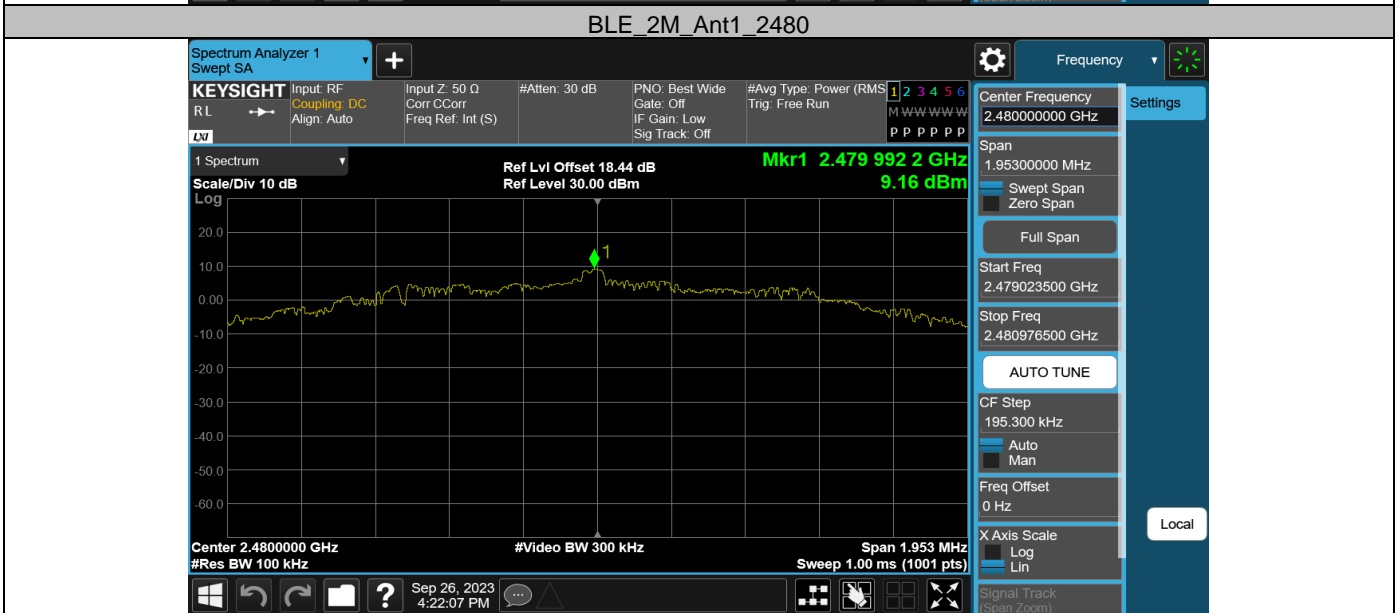 BLE_2M_Ant1_2480
Spectrum Analyzer 1
Swept SA
Frequency
KEYSIGHT
RL
LXI
Input: RF
Coupling: DC
Align: Auto
Input Z: 50 Ω
Corr CCorr
Freq Ref: Int (S)
#Atten: 30 dB
PNO: Best Wide
Gate: Off
IF Gain: Low
Sig Track: Off
#Avg Type: Power (RMS
Trig: Free Run
1 2 3 4 5 6
M W W W W W
P P P P P P
1 Spectrum
Scale/Div 10 dB
Log
Ref Lvl Offset 18.44 dB
Ref Level 30.00 dBm
Mkr1 2.479 992 2 GHz
9.16 dBm
1
20.0
10.0
0.00
-10.0
-20.0
-30.0
-40.0
-50.0
-60.0
Center 2.4800000 GHz
#Res BW 100 kHz
#Video BW 300 kHz
Span 1.953 MHz
Sweep 1.00 ms (1001 pts)
Sep 26, 2023
4:22:07 PM
Center Frequency
2.480000000 GHz
Settings
Span
1.95300000 MHz
Swept Span
Zero Span
Full Span
Start Freq
2.479023500 GHz
Stop Freq
2.480976500 GHz
AUTO TUNE
CF Step
195.300 kHz
Auto
Man
Freq Offset
0 Hz
X Axis Scale
Log
Lin
Local
Signal Track
(Span Zoom)